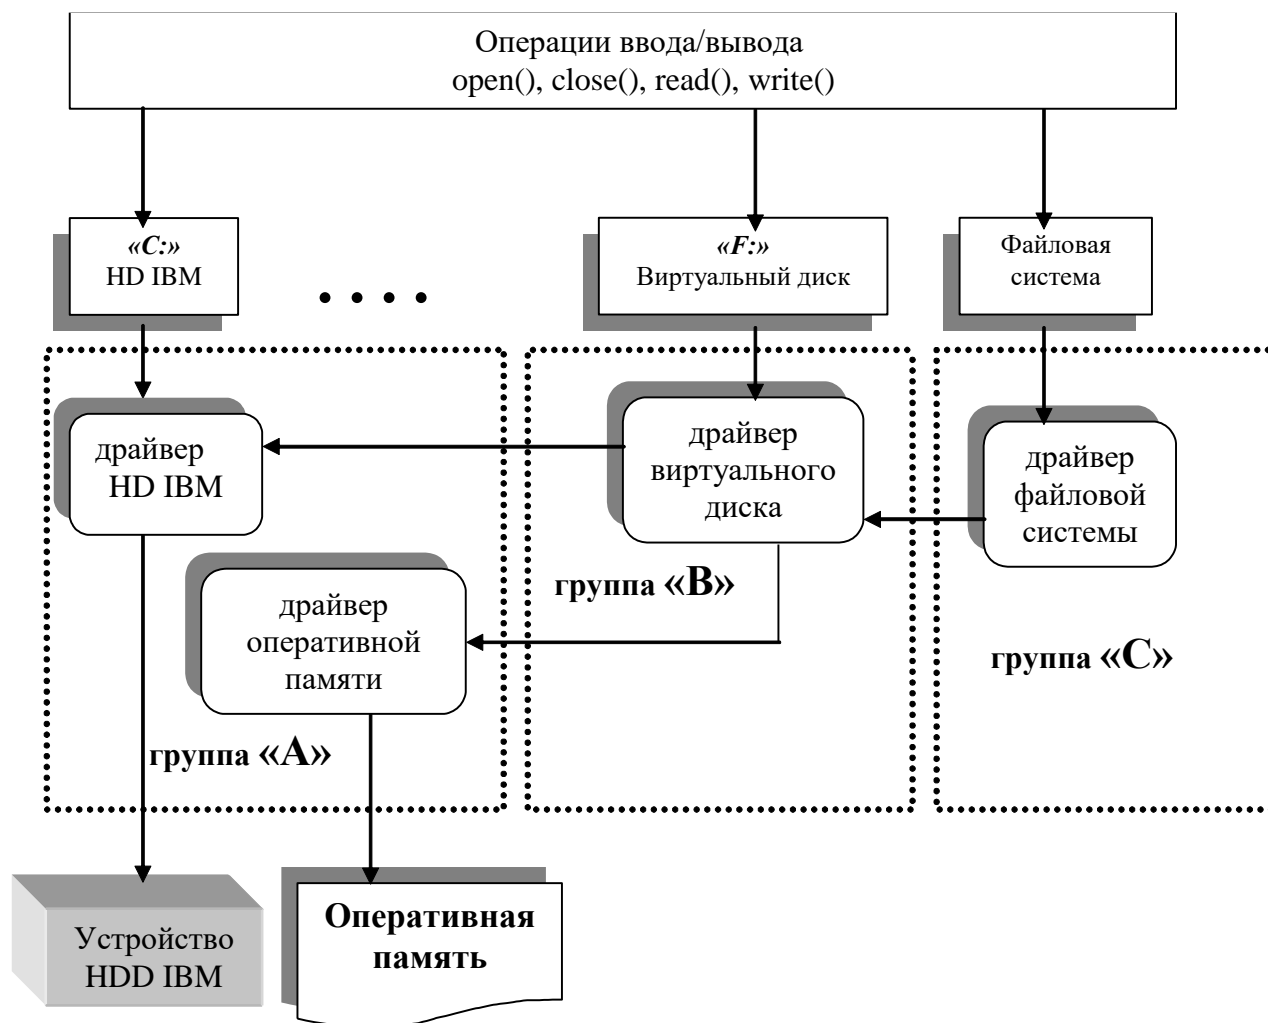 Операции ввода/вывода
open(), close(), read(), write()
«C:»
HD IBM
«F:»
Виртуальный диск
Файловая
система
драйвер
HD IBM
драйвер
виртуального
диска
драйвер
файловой
системы
группа «B»
драйвер
оперативной
памяти
группа «C»
группа «A»
Устройство
HDD IBM
Оперативная
память